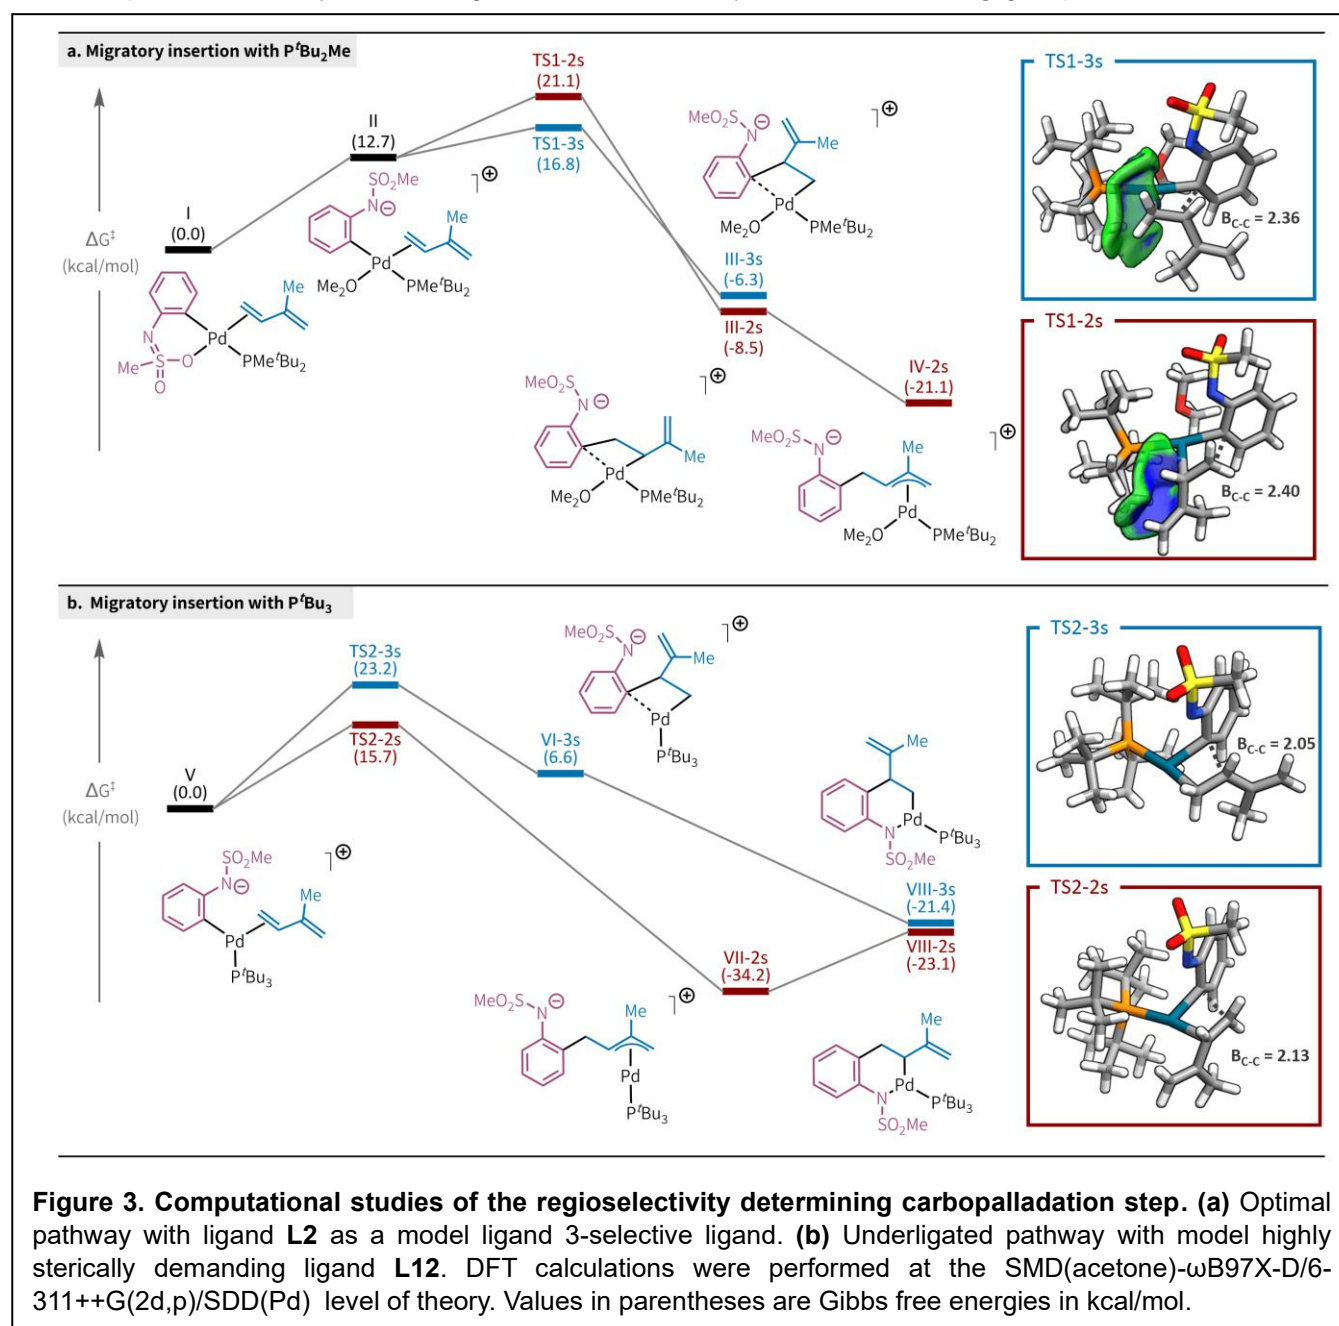 a. Migratory insertion with PᵗBu₂Me
ΔG‡
(kcal/mol)
I
(0.0)
II
(12.7)
TS1-2s
(21.1)
TS1-3s
(16.8)
III-3s
(-6.3)
III-2s
(-8.5)
IV-2s
(-21.1)
N
Me
S
O
O
Pd
Me
PMeᵗBu₂
SO₂Me
N⊖
Me
Pd
Me₂O
PMeᵗBu₂
⊕
MeO₂S
N⊖
Me
Pd
Me₂O
PMeᵗBu₂
⊕
MeO₂S
N⊖
Me
Pd
Me₂O
PMeᵗBu₂
⊕
MeO₂S
N⊖
Me
Pd
Me₂O
PMeᵗBu₂
⊕
TS1-3s
B_C-C = 2.36
TS1-2s
B_C-C = 2.40
b. Migratory insertion with PᵗBu₃
ΔG‡
(kcal/mol)
V
(0.0)
TS2-3s
(23.2)
TS2-2s
(15.7)
VI-3s
(6.6)
VII-2s
(-34.2)
VIII-3s
(-21.4)
VIII-2s
(-23.1)
SO₂Me
N⊖
Me
Pd
PᵗBu₃
⊕
MeO₂S
N⊖
Me
Pd
PᵗBu₃
⊕
MeO₂S
N⊖
Me
Pd
PᵗBu₃
⊕
Me
Pd
N
PᵗBu₃
SO₂Me
Me
Pd
N
PᵗBu₃
SO₂Me
TS2-3s
B_C-C = 2.05
TS2-2s
B_C-C = 2.13
Figure 3. Computational studies of the regioselectivity determining carbopalladation step. (a) Optimal
pathway with ligand L2 as a model ligand 3-selective ligand. (b) Underligated pathway with model highly
sterically demanding ligand L12. DFT calculations were performed at the SMD(acetone)-ωB97X-D/6-
311++G(2d,p)/SDD(Pd) level of theory. Values in parentheses are Gibbs free energies in kcal/mol.